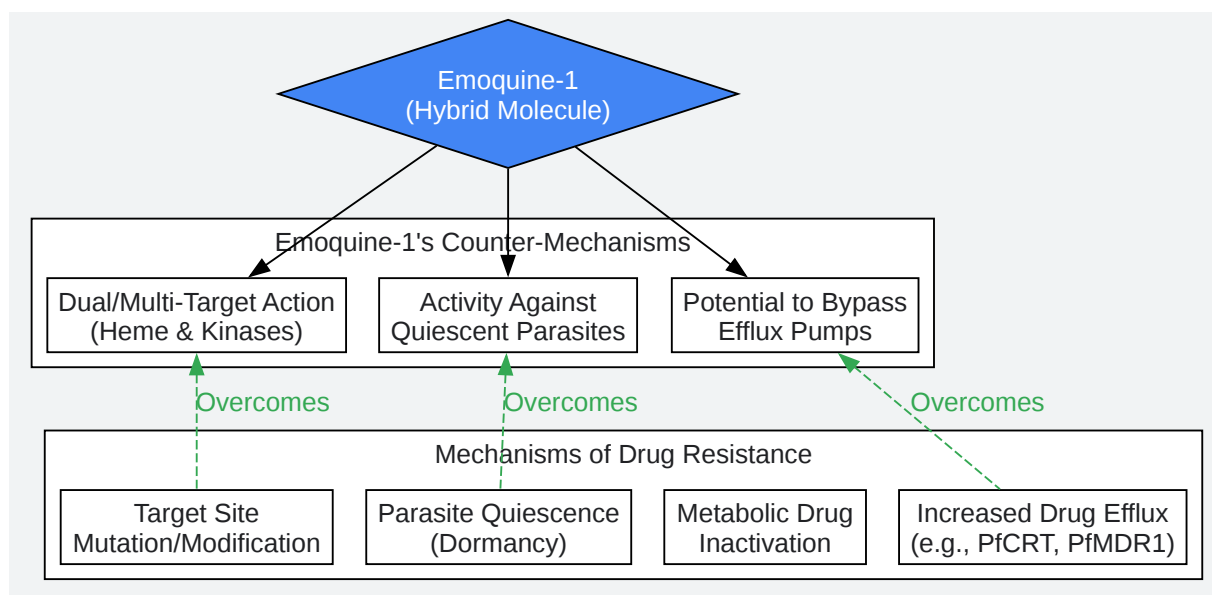 Emoquine-1
(Hybrid Molecule)
Emoquine-1's Counter-Mechanisms
Dual/Multi-Target Action
(Heme & Kinases)
Activity Against
Quiescent Parasites
Potential to Bypass
Efflux Pumps
Overcomes
Overcomes
Overcomes
Mechanisms of Drug Resistance
Target Site
Mutation/Modification
Parasite Quiescence
(Dormancy)
Metabolic Drug
Inactivation
Increased Drug Efflux
(e.g., PfCRT, PfMDR1)